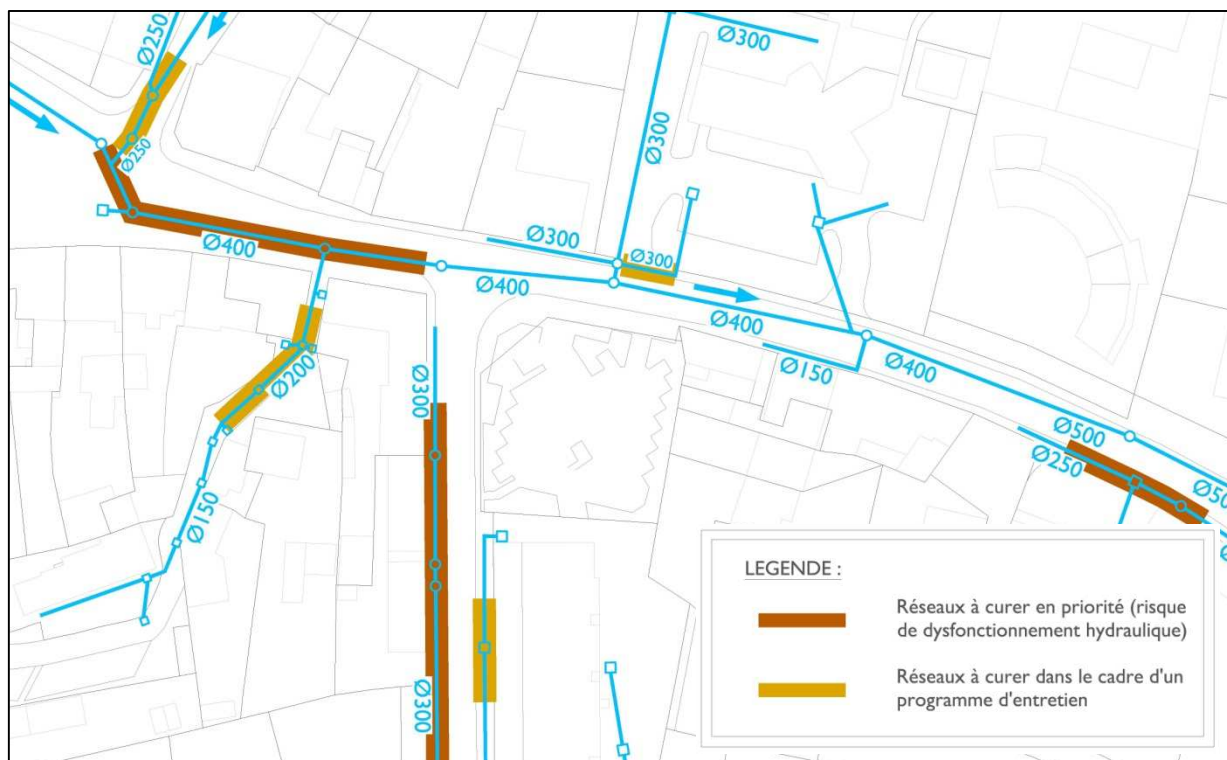 Ø250
Ø300
Ø300
Ø250
Ø300
Ø300
Ø400
Ø400
Ø400
Ø400
Ø150
Ø200
Ø300
Ø500
Ø250
Ø150
Ø300
LEGENDE :
Réseaux à curer en priorité (risque
de dysfonctionnement hydraulique)
Réseaux à curer dans le cadre d'un
programme d'entretien